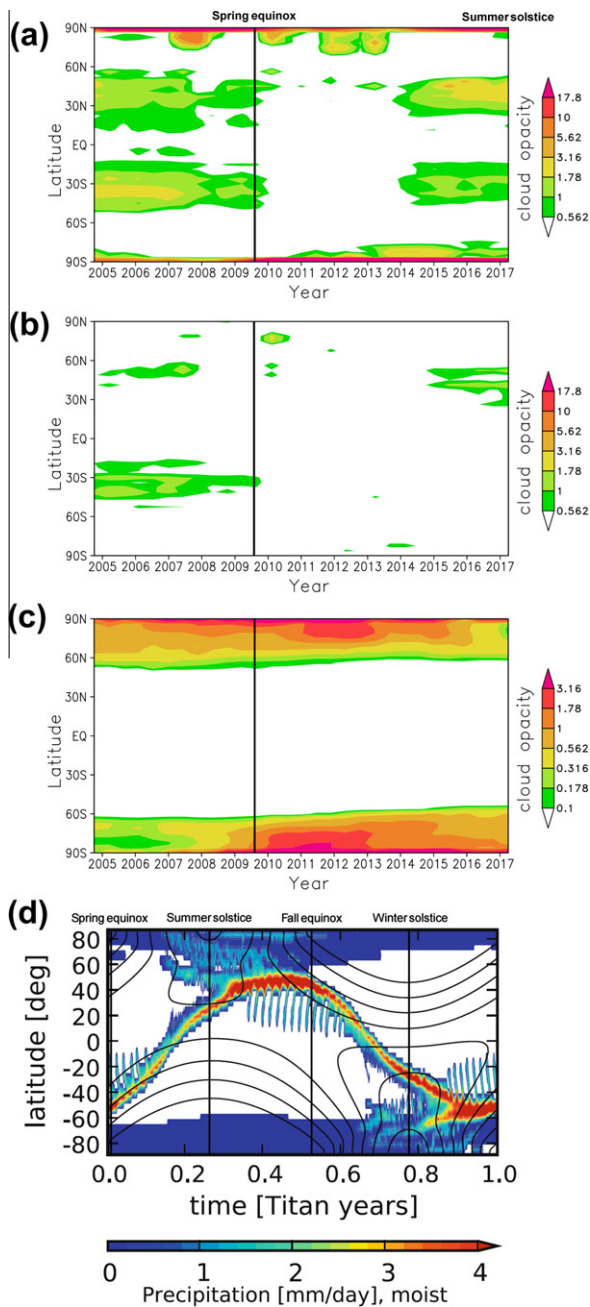 Spring equinox Summer solstice
(a)
90N
60N
30N
EQ
30S
60S
90S
Latitude
2005 2006 2007 2008 2009 2010 2011 2012 2013 2014 2015 2016 2017
Year
cloud opacity
17.8
10
5.62
3.16
1.78
1
0.562
(b)
90N
60N
30N
EQ
30S
60S
90S
Latitude
2005 2006 2007 2008 2009 2010 2011 2012 2013 2014 2015 2016 2017
Year
cloud opacity
17.8
10
5.62
3.16
1.78
1
0.562
(c)
90N
60N
30N
EQ
30S
60S
90S
Latitude
2005 2006 2007 2008 2009 2010 2011 2012 2013 2014 2015 2016 2017
Year
cloud opacity
3.16
1.78
1
0.562
0.316
0.178
0.1
(d)
Spring equinox Summer solstice Fall equinox Winter solstice
80
60
40
20
0
-20
-40
-60
-80
latitude [deg]
0.0 0.2 0.4 0.6 0.8 1.0
time [Titan years]
0 1 2 3 4
Precipitation [mm/day], moist